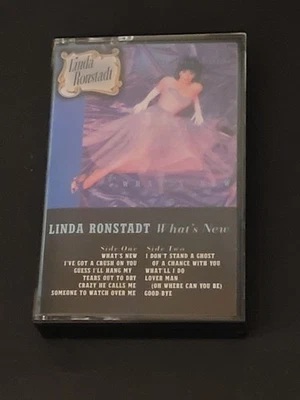 Linda
Ronstadt
WHAT'S NEW
LINDA RONSTADT What's New
Side One
WHAT'S NEW
I'VE GOT A CRUSH ON YOU
GUESS I'LL HANG MY
TEARS OUT TO DRY
CRAZY HE CALLS ME
SOMEONE TO WATCH OVER ME
Side Two
I DON'T STAND A GHOST
OF A CHANCE WITH YOU
WHAT'LL I DO
LOVER MAN
(OH WHERE CAN YOU BE)
GOOD-BYE